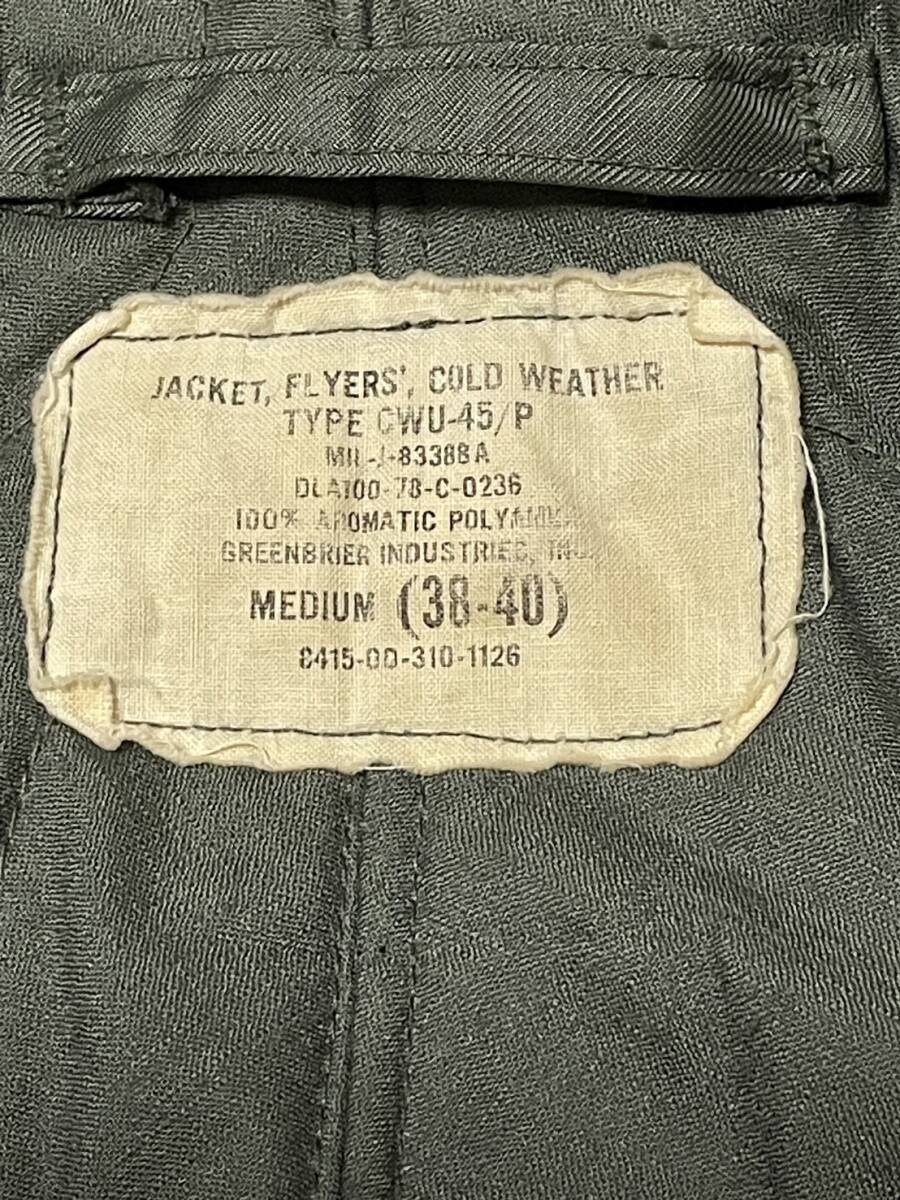 JACKET, FLYERS', COLD WEATHER
TYPE CWU-45/P
MIL-J-83388A
DLA100-78-C-0236
100% AROMATIC POLYAMIDE
GREENBRIER INDUSTRIES, INC.
MEDIUM (38-40)
8415-00-310-1126